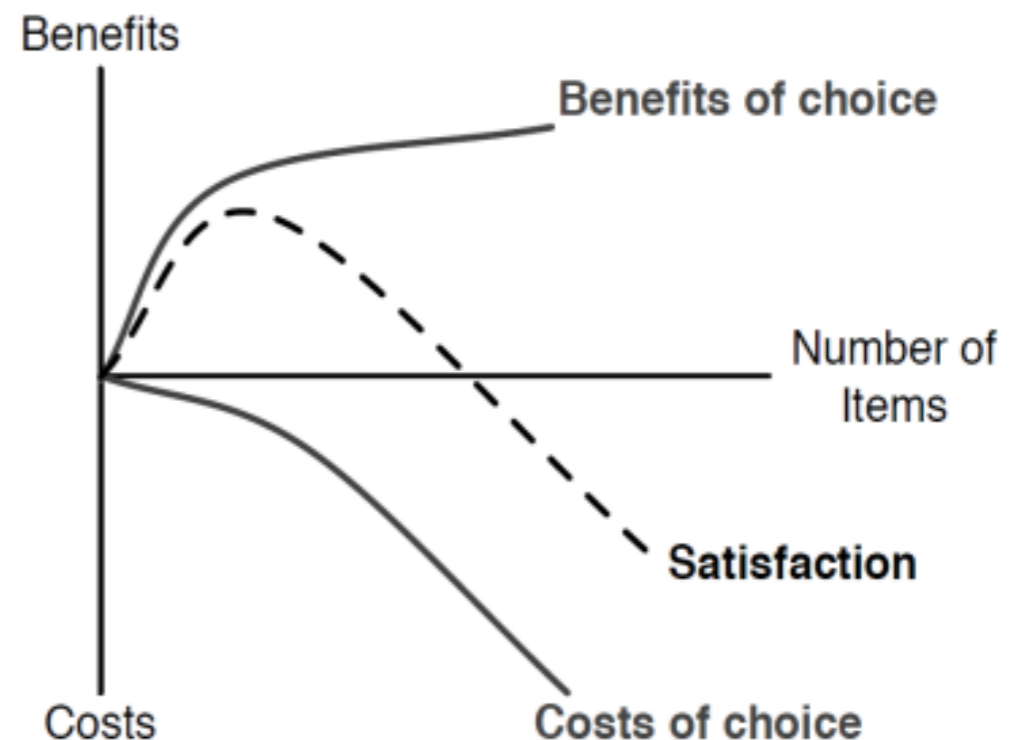 Benefits
Benefits of choice
Number of
Items
Satisfaction
Costs
Costs of choice